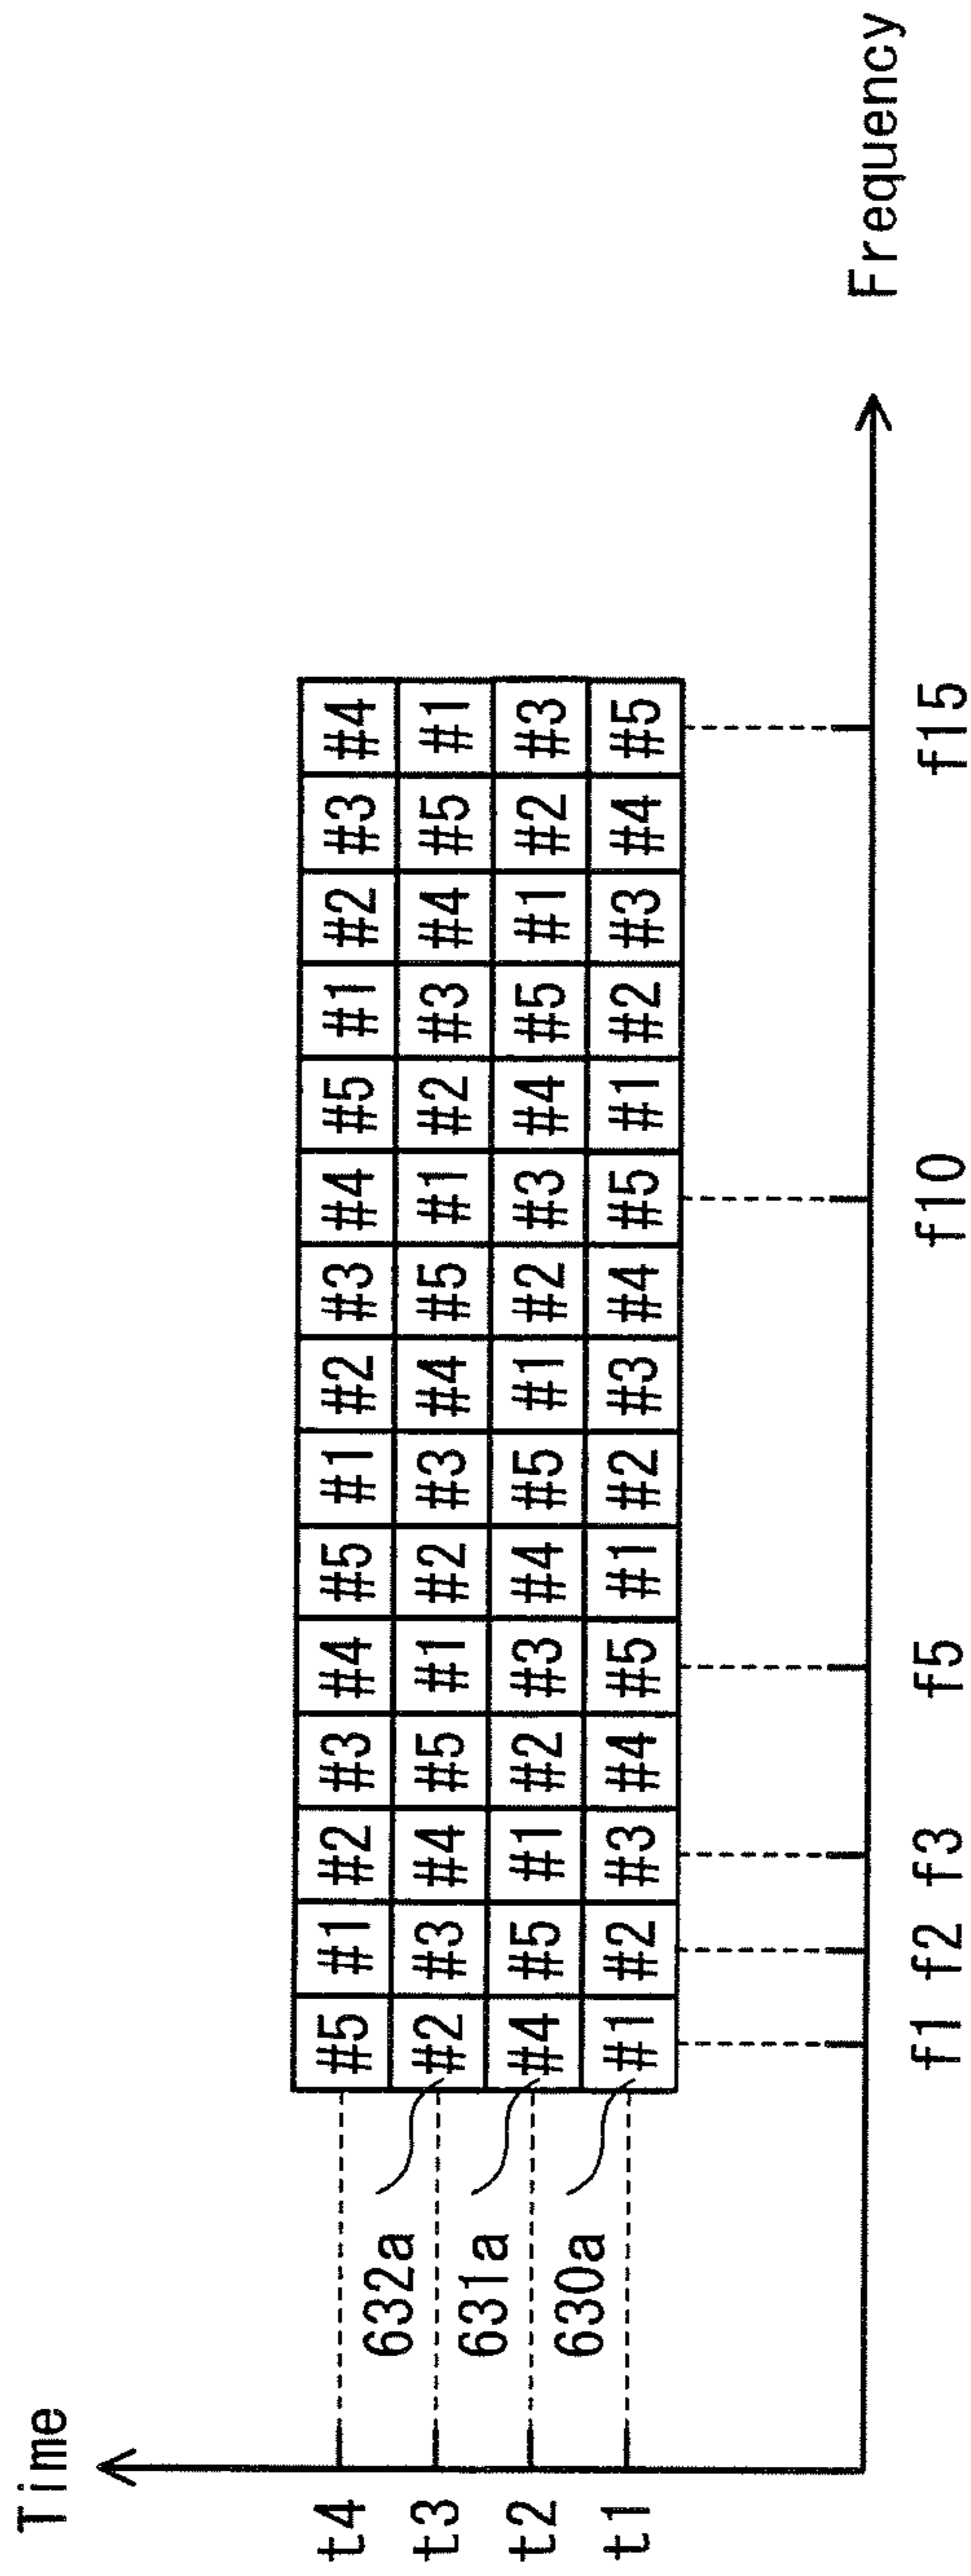 Time
t4 #5 #1 #2 #3 #4 #5 #1 #2 #3 #4 #5 #1 #2 #3 #4
632a
t3 #2 #3 #4 #5 #1 #2 #3 #4 #5 #1 #2 #3 #4 #5 #1
631a
t2 #4 #5 #1 #2 #3 #4 #5 #1 #2 #3 #4 #5 #1 #2 #3
630a
t1 #1 #2 #3 #4 #5 #1 #2 #3 #4 #5 #1 #2 #3 #4 #5
Frequency
f1 f2 f3 f5 f10 f15